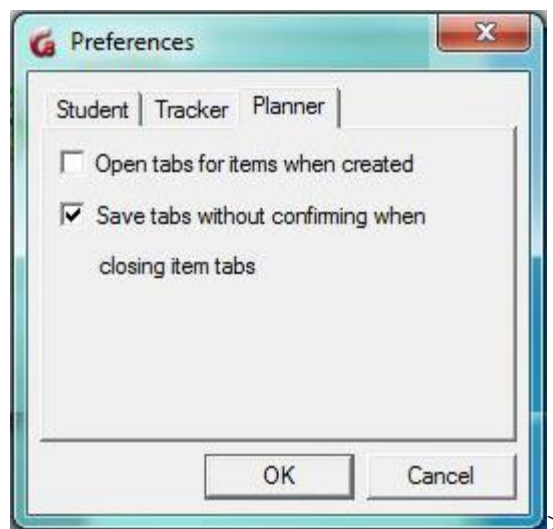 Preferences
Student Tracker Planner
Open tabs for items when created
Save tabs without confirming when
closing item tabs
OK Cancel